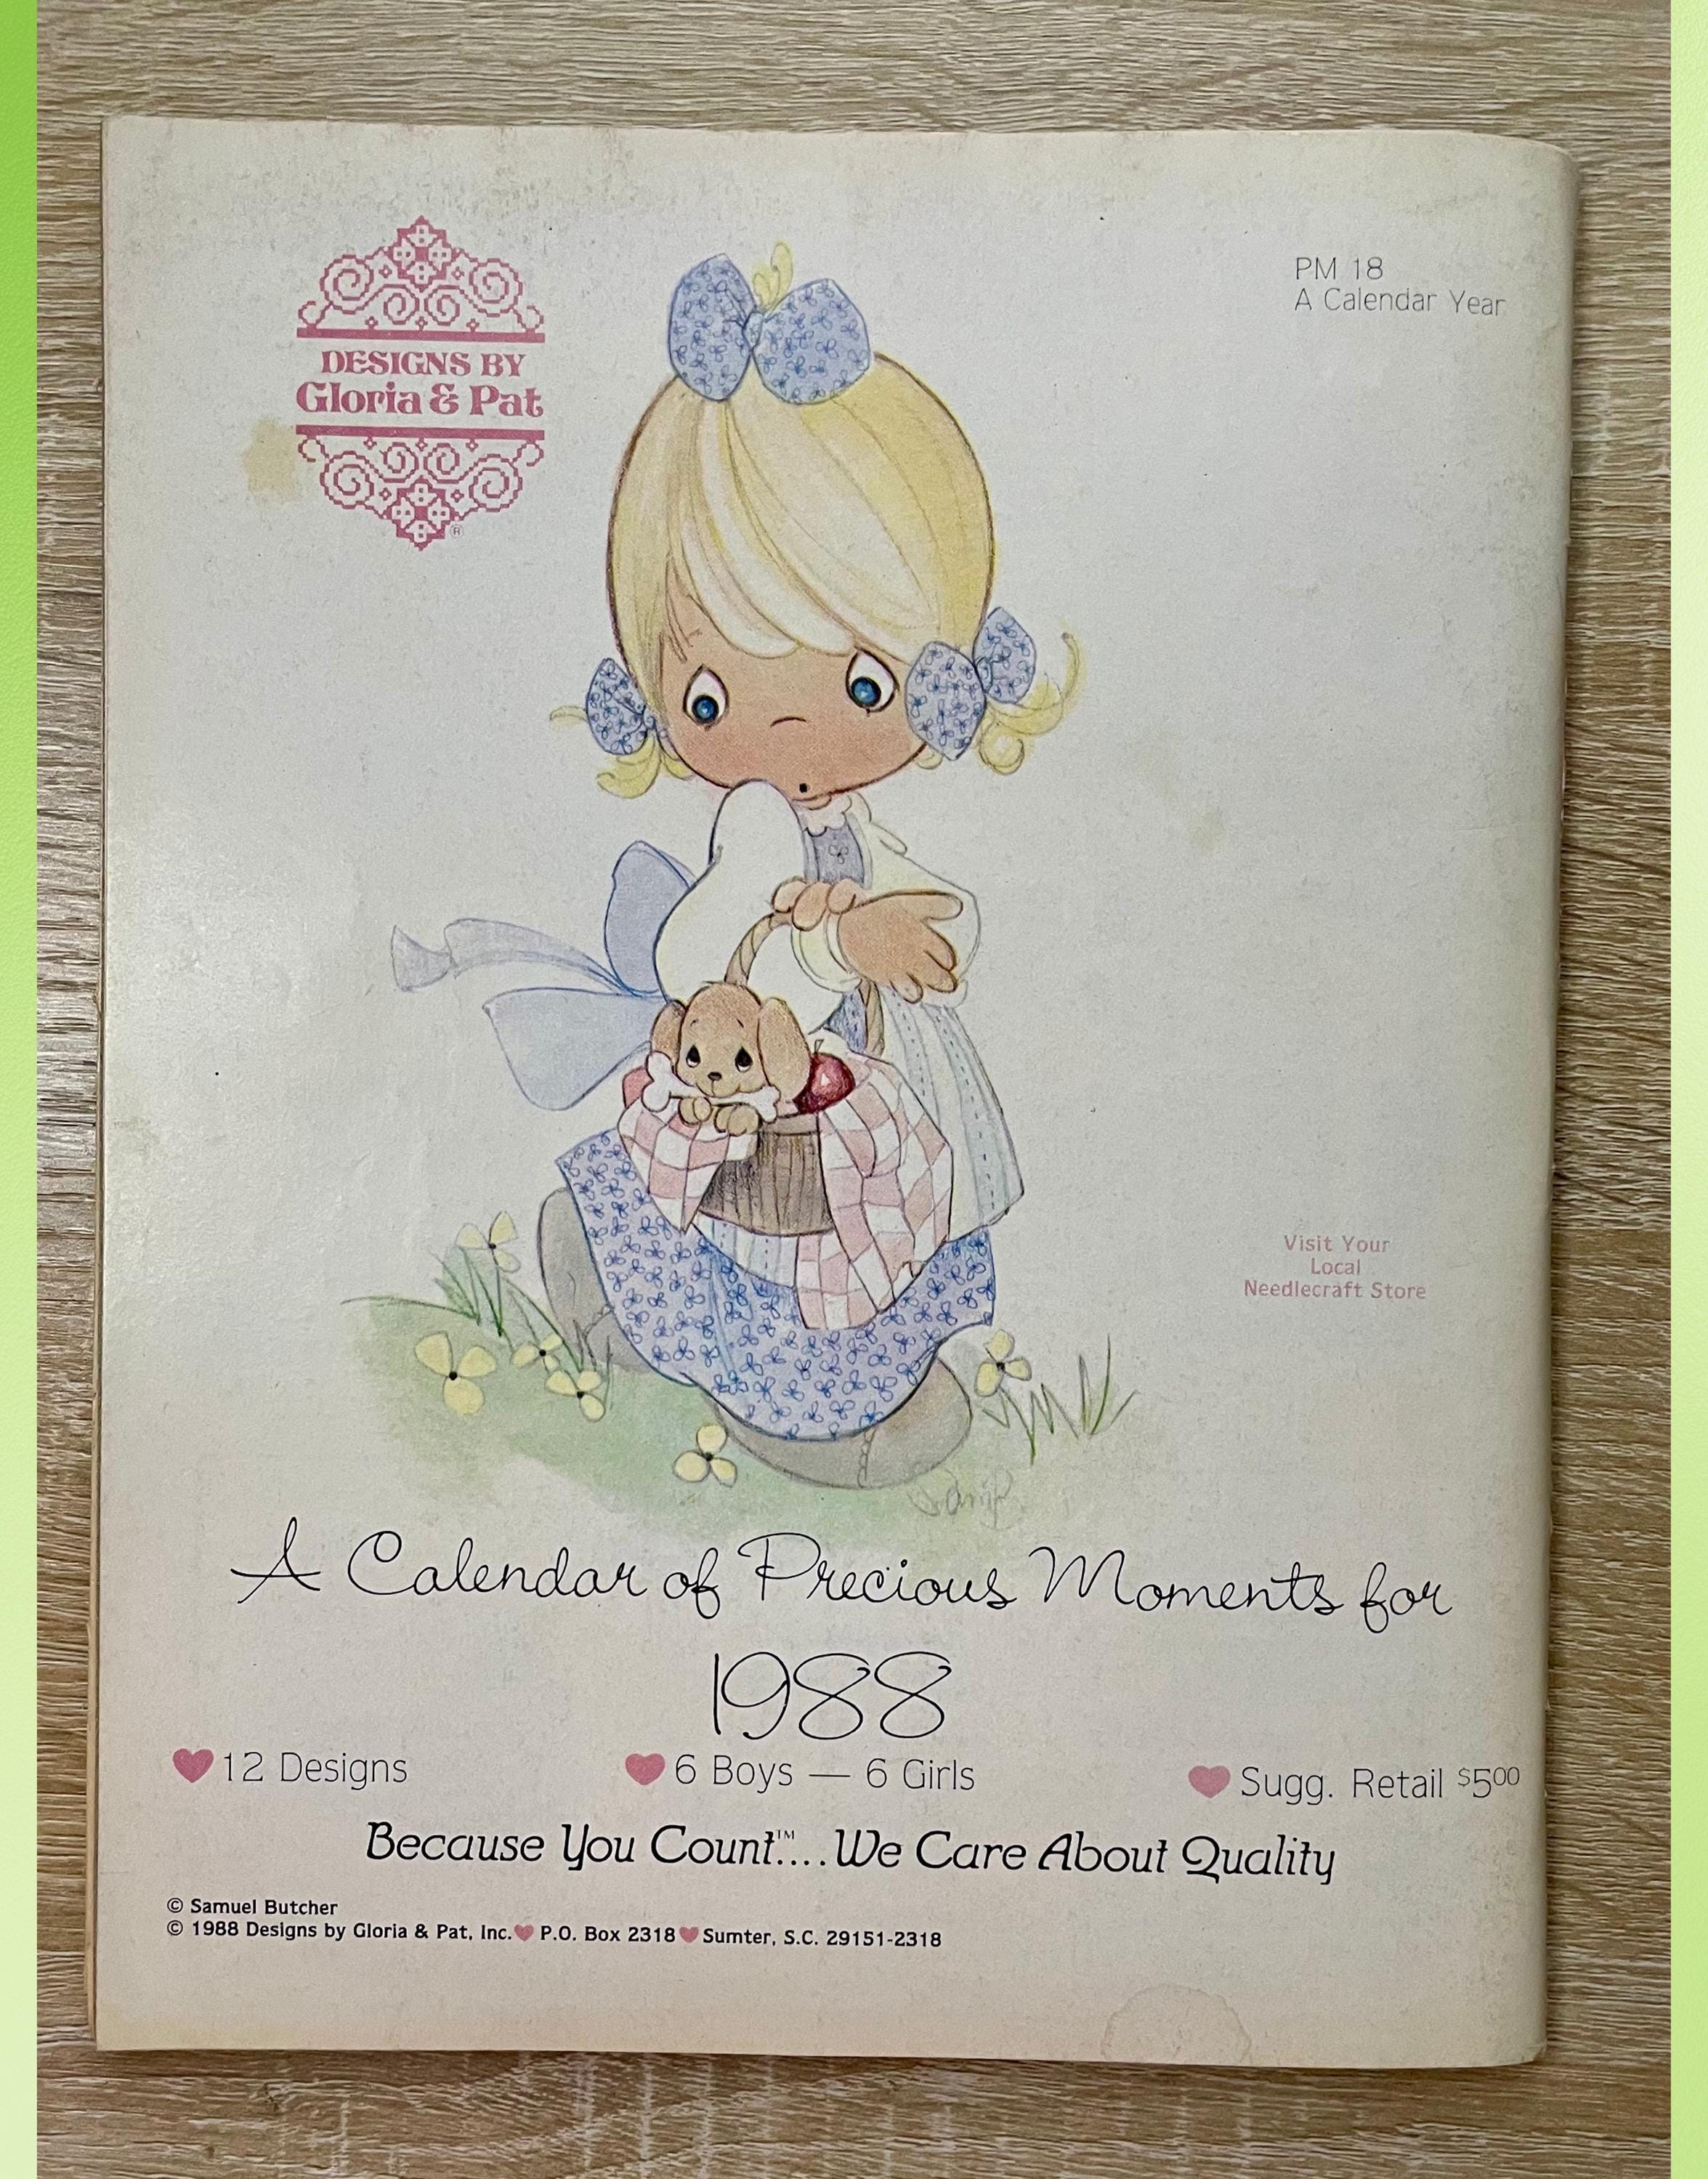 DESIGNS BY
Gloria & Pat
®
PM 18
A Calendar Year
Visit Your
Local
Needlecraft Store
A Calendar of Precious Moments for
1988
12 Designs
6 Boys — 6 Girls
Sugg. Retail $5⁰⁰
Because You Count™....We Care About Quality
© Samuel Butcher
© 1988 Designs by Gloria & Pat, Inc. ♥ P.O. Box 2318 ♥ Sumter, S.C. 29151-2318